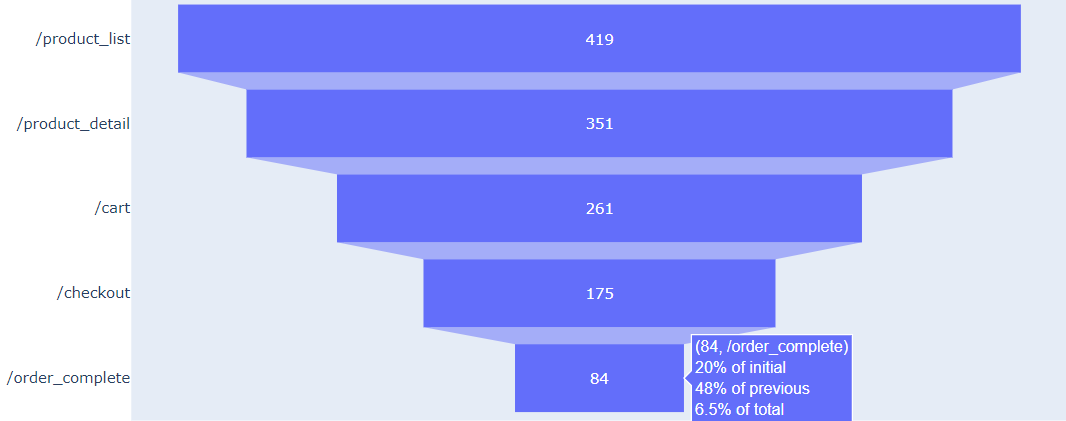 /product_list 419
/product_detail 351
/cart 261
/checkout 175
/order_complete 84
(84, /order_complete)
20% of initial
48% of previous
6.5% of total